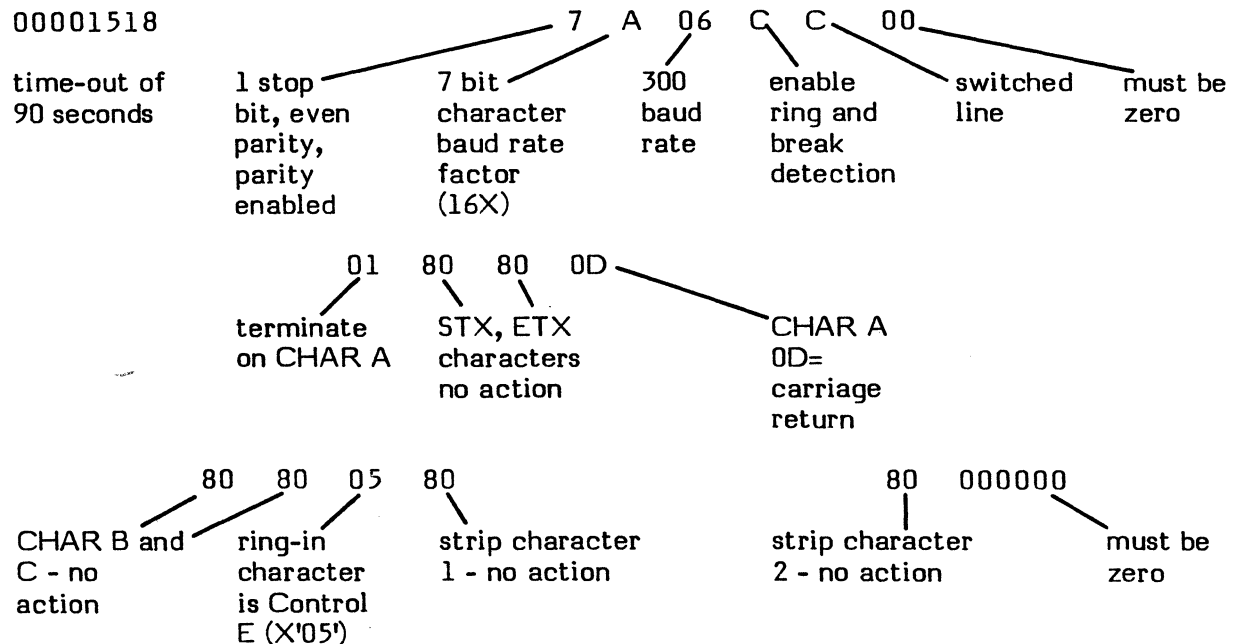 00001518 7 A 06 C C 00
time-out of 1 stop 7 bit 300 enable switched must be
90 seconds bit, even character baud ring and line zero
parity, baud rate rate break
parity factor detection
enabled (16X)
01 80 80 0D
terminate STX, ETX CHAR A
on CHAR A characters 0D=
no action carriage
return
80 80 05 80 80 000000
CHAR B and ring-in strip character strip character must be
C - no character 1 - no action 2 - no action zero
action is Control
E (X'05')